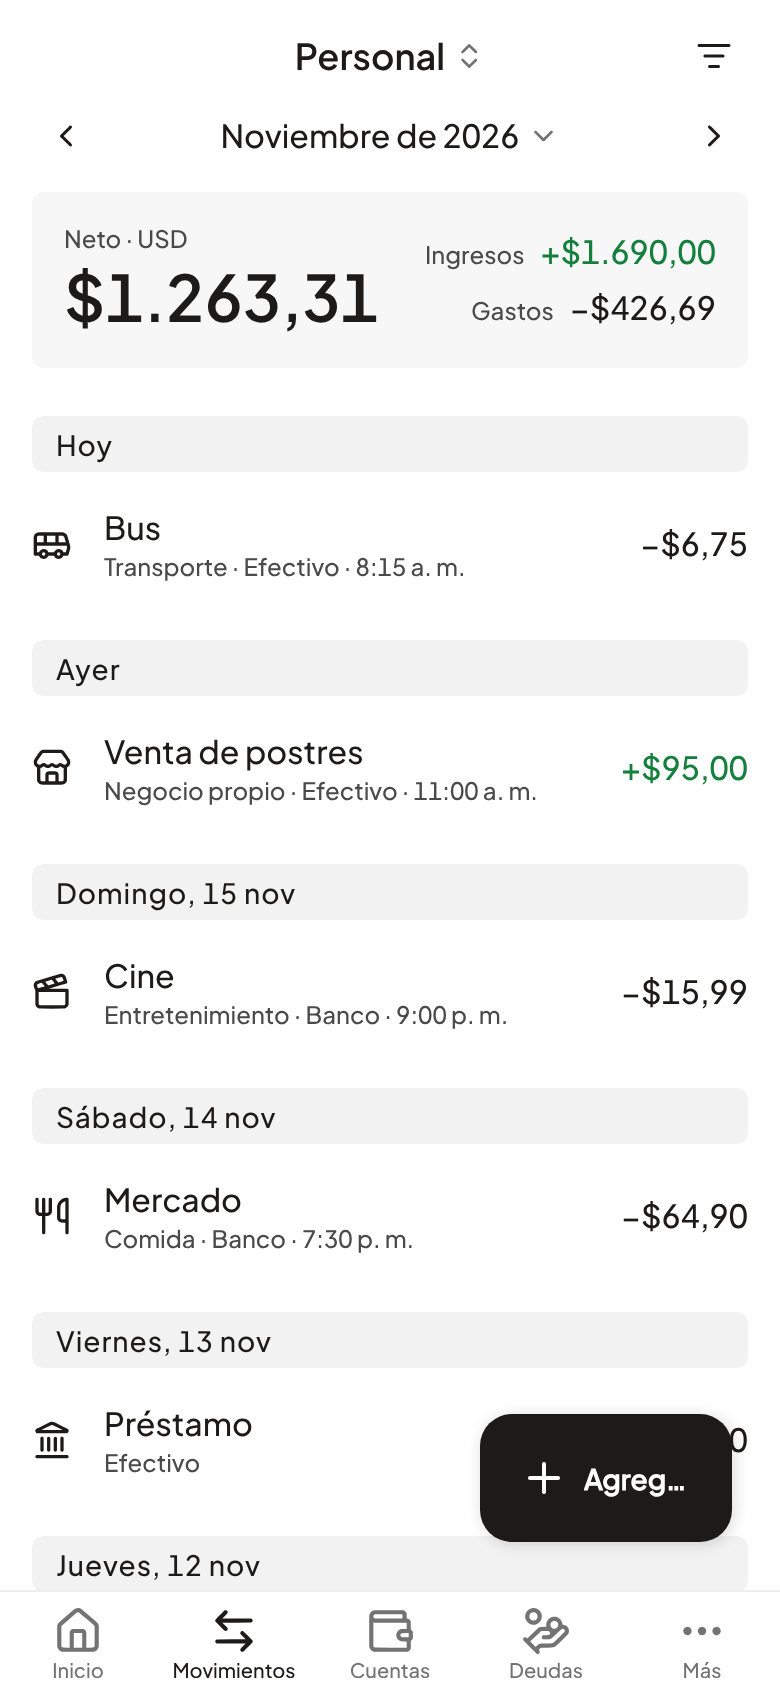 Personal
Noviembre de 2026
Neto · USD
$1.263,31
Ingresos +$1.690,00
Gastos −$426,69
Hoy
Bus
Transporte · Efectivo · 8:15 a. m.
−$6,75
Ayer
Venta de postres
Negocio propio · Efectivo · 11:00 a. m.
+$95,00
Domingo, 15 nov
Cine
Entretenimiento · Banco · 9:00 p. m.
−$15,99
Sábado, 14 nov
Mercado
Comida · Banco · 7:30 p. m.
−$64,90
Viernes, 13 nov
Préstamo
Efectivo
0
Agreg...
Jueves, 12 nov
Inicio
Movimientos
Cuentas
Deudas
Más